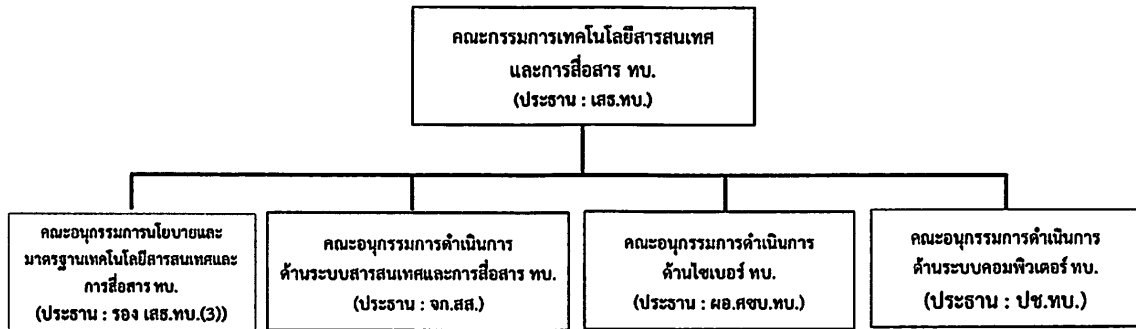 คณะกรรมการเทคโนโลยีสารสนเทศ
และการสื่อสาร ทบ.
(ประธาน : เสธ.ทบ.)
คณะอนุกรรมการนโยบายและ
มาตรฐานเทคโนโลยีสารสนเทศและ
การสื่อสาร ทบ.
(ประธาน : รอง เสธ.ทบ.(3))
คณะอนุกรรมการดำเนินการ
ด้านระบบสารสนเทศและการสื่อสาร ทบ.
(ประธาน : จก.สส.)
คณะอนุกรรมการดำเนินการ
ด้านไซเบอร์ ทบ.
(ประธาน : ผอ.ศซบ.ทบ.)
คณะอนุกรรมการดำเนินการ
ด้านระบบคอมพิวเตอร์ ทบ.
(ประธาน : ปช.ทบ.)